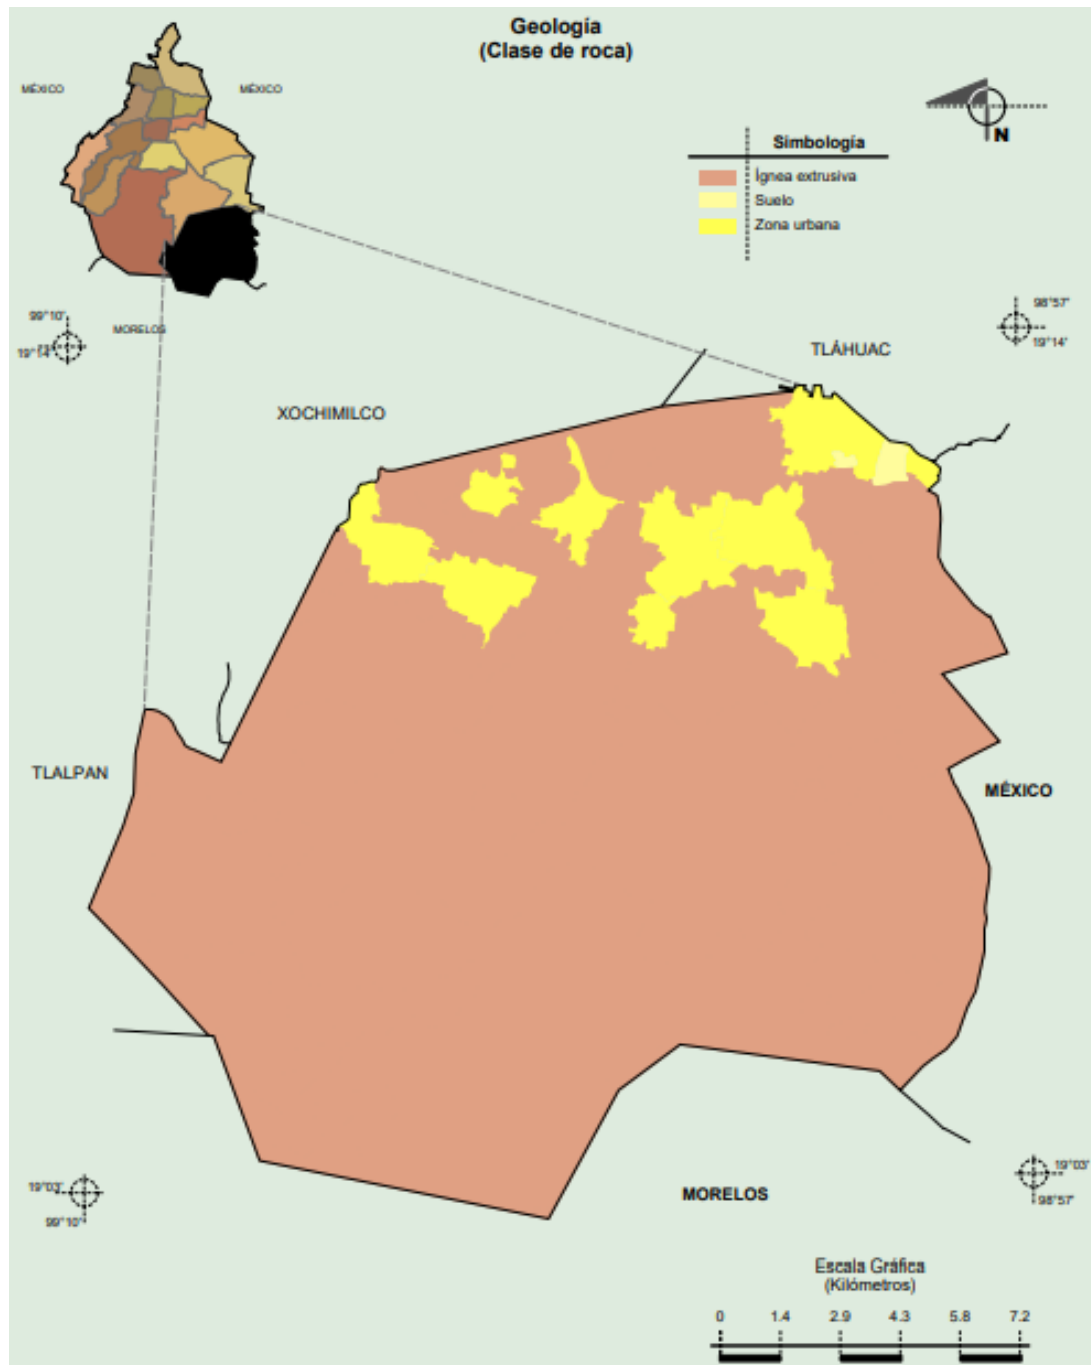 Geología
(Clase de roca)
MÉXICO
MÉXICO
N
Simbología
Ígnea extrusiva
Suelo
Zona urbana
99°10'
19°14'
MORELOS
98°57'
19°14'
TLÁHUAC
XOCHIMILCO
TLALPAN
MÉXICO
19°03'
99°10'
MORELOS
19°03'
98°57'
Escala Gráfica
(Kilómetros)
0 1.4 2.9 4.3 5.8 7.2